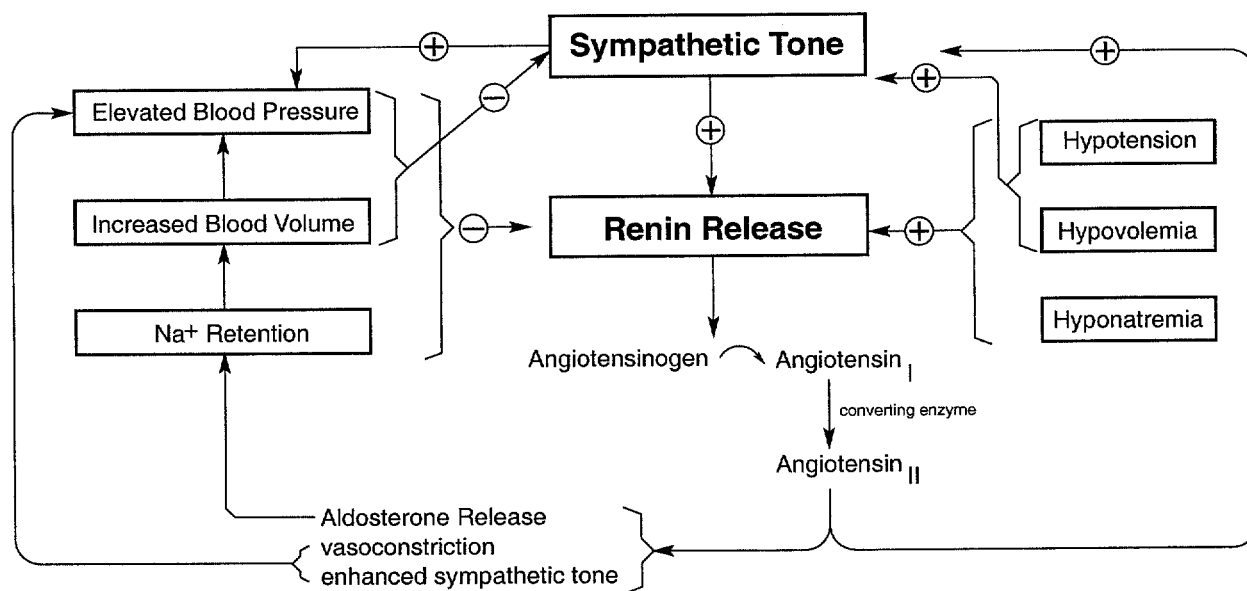 Sympathetic Tone
+
+
+
Elevated Blood Pressure
−
+
Hypotension
Increased Blood Volume
−
Renin Release
+
Hypovolemia
Na+ Retention
Hyponatremia
Angiotensinogen
Angiotensin I
converting enzyme
Angiotensin II
Aldosterone Release
vasoconstriction
enhanced sympathetic tone